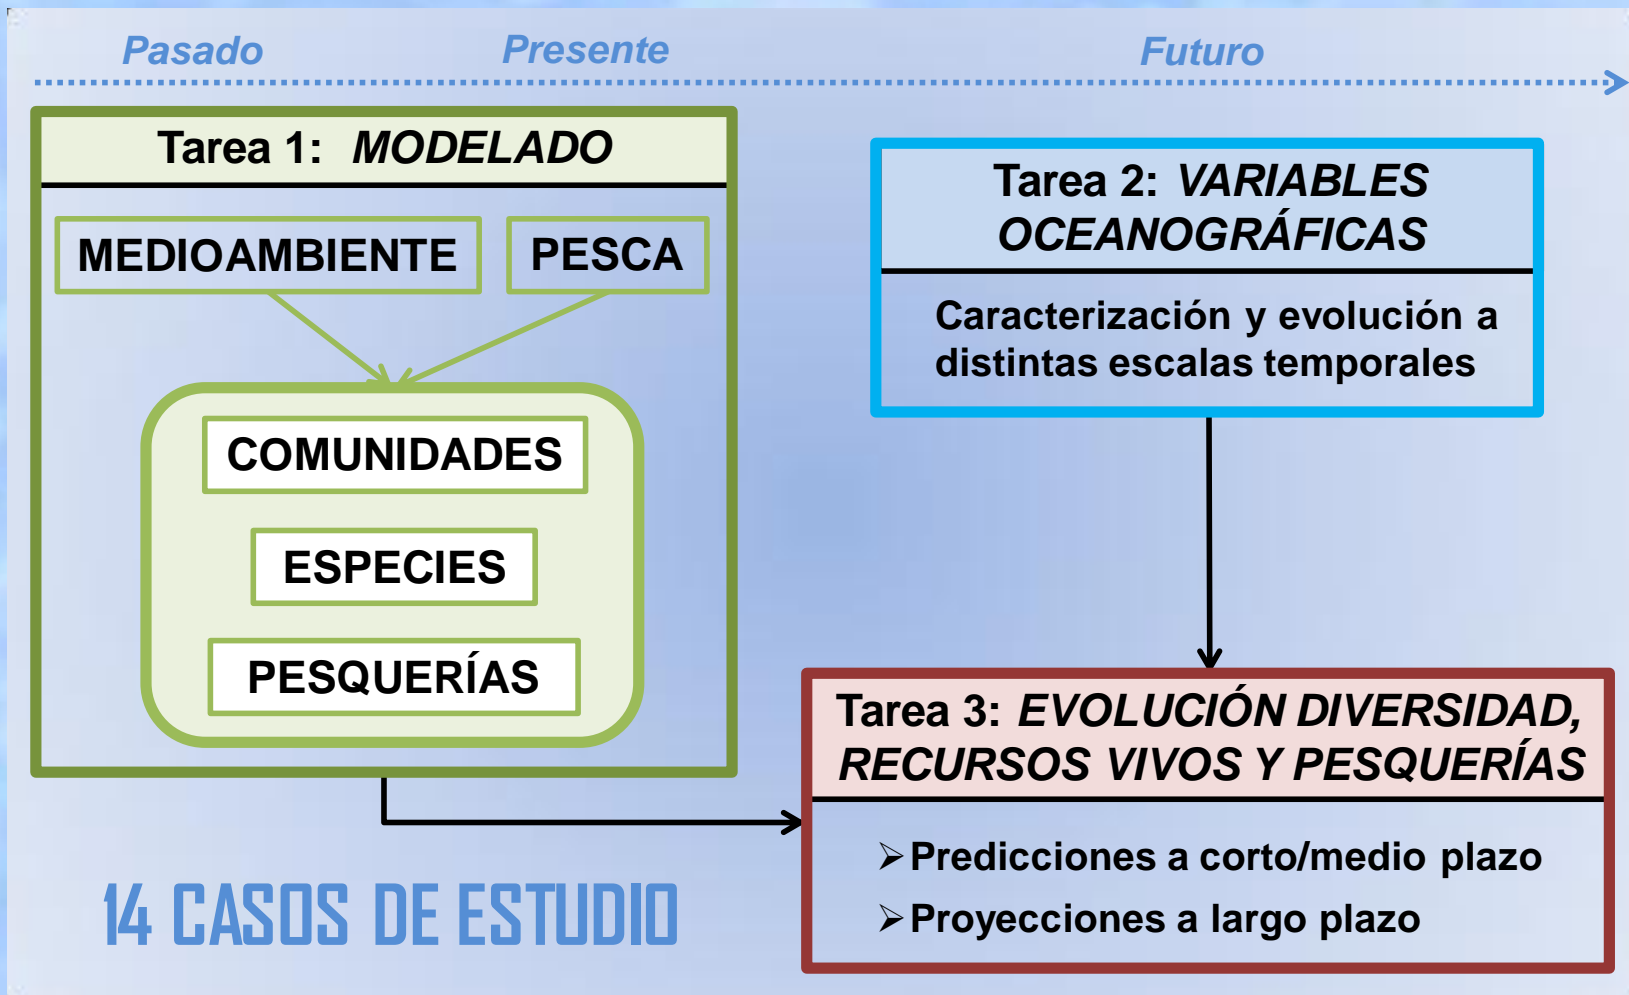 Pasado
Presente
Futuro
Tarea 1: MODELADO
MEDIOAMBIENTE
PESCA
COMUNIDADES
ESPECIES
PESQUERÍAS
14 CASOS DE ESTUDIO
Tarea 2: VARIABLES
OCEANOGRÁFICAS
Caracterización y evolución a
distintas escalas temporales
Tarea 3: EVOLUCIÓN DIVERSIDAD,
RECURSOS VIVOS Y PESQUERÍAS
➢Predicciones a corto/medio plazo
➢Proyecciones a largo plazo